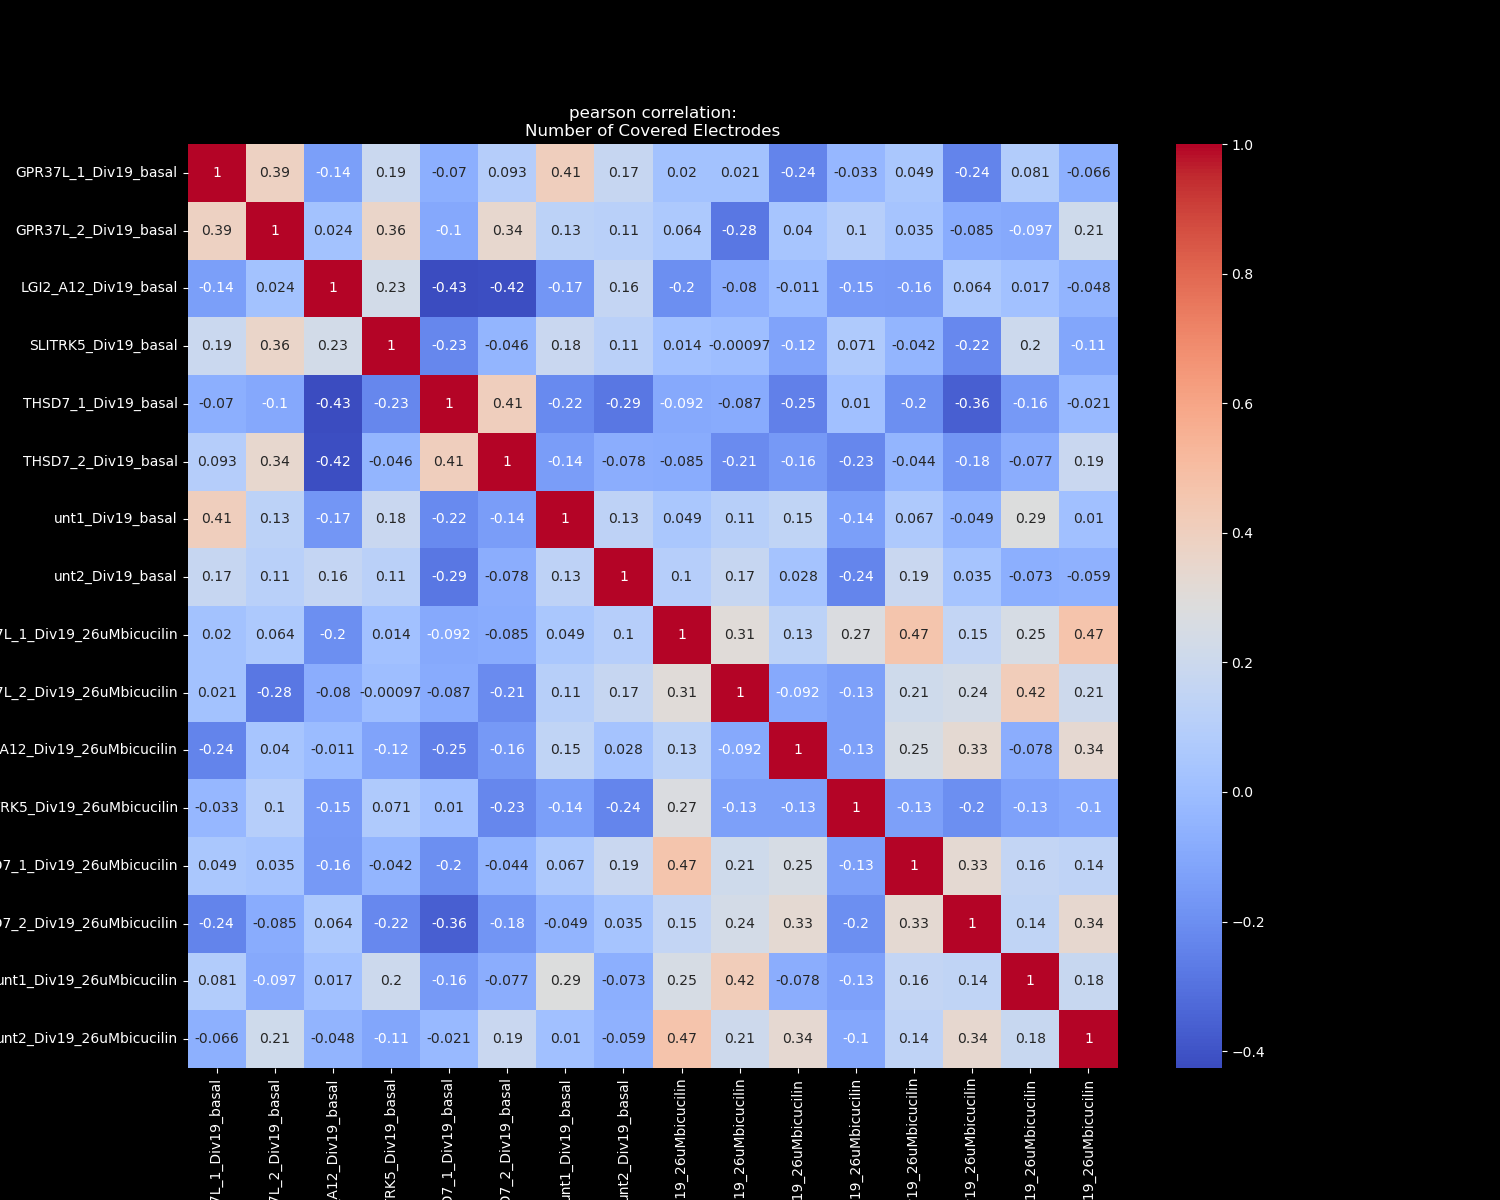 pearson correlation:
Number of Covered Electrodes
GPR37L_1_Div19_basal 1 0.39 -0.14 0.19 -0.07 0.093 0.41 0.17 0.02 0.021 -0.24 -0.033 0.049 -0.24 0.081 -0.066
GPR37L_2_Div19_basal 0.39 1 0.024 0.36 -0.1 0.34 0.13 0.11 0.064 -0.28 0.04 0.1 0.035 -0.085 -0.097 0.21
LGI2_A12_Div19_basal -0.14 0.024 1 0.23 -0.43 -0.42 -0.17 0.16 -0.2 -0.08 -0.011 -0.15 -0.16 0.064 0.017 -0.048
SLITRK5_Div19_basal 0.19 0.36 0.23 1 -0.23 -0.046 0.18 0.11 0.014 -0.00097 -0.12 0.071 -0.042 -0.22 0.2 -0.11
THSD7_1_Div19_basal -0.07 -0.1 -0.43 -0.23 1 0.41 -0.22 -0.29 -0.092 -0.087 -0.25 0.01 -0.2 -0.36 -0.16 -0.021
THSD7_2_Div19_basal 0.093 0.34 -0.42 -0.046 0.41 1 -0.14 -0.078 -0.085 -0.21 -0.16 -0.23 -0.044 -0.18 -0.077 0.19
unt1_Div19_basal 0.41 0.13 -0.17 0.18 -0.22 -0.14 1 0.13 0.049 0.11 0.15 -0.14 0.067 -0.049 0.29 0.01
unt2_Div19_basal 0.17 0.11 0.16 0.11 -0.29 -0.078 0.13 1 0.1 0.17 0.028 -0.24 0.19 0.035 -0.073 -0.059
7L_1_Div19_26uMbicucilin 0.02 0.064 -0.2 0.014 -0.092 -0.085 0.049 0.1 1 0.31 0.13 0.27 0.47 0.15 0.25 0.47
7L_2_Div19_26uMbicucilin 0.021 -0.28 -0.08 -0.00097 -0.087 -0.21 0.11 0.17 0.31 1 -0.092 -0.13 0.21 0.24 0.42 0.21
A12_Div19_26uMbicucilin -0.24 0.04 -0.011 -0.12 -0.25 -0.16 0.15 0.028 0.13 -0.092 1 -0.13 0.25 0.33 -0.078 0.34
RK5_Div19_26uMbicucilin -0.033 0.1 -0.15 0.071 0.01 -0.23 -0.14 -0.24 0.27 -0.13 -0.13 1 -0.13 -0.2 -0.13 -0.1
D7_1_Div19_26uMbicucilin 0.049 0.035 -0.16 -0.042 -0.2 -0.044 0.067 0.19 0.47 0.21 0.25 -0.13 1 0.33 0.16 0.14
D7_2_Div19_26uMbicucilin -0.24 -0.085 0.064 -0.22 -0.36 -0.18 -0.049 0.035 0.15 0.24 0.33 -0.2 0.33 1 0.14 0.34
unt1_Div19_26uMbicucilin 0.081 -0.097 0.017 0.2 -0.16 -0.077 0.29 -0.073 0.25 0.42 -0.078 -0.13 0.16 0.14 1 0.18
unt2_Div19_26uMbicucilin -0.066 0.21 -0.048 -0.11 -0.021 0.19 0.01 -0.059 0.47 0.21 0.34 -0.1 0.14 0.34 0.18 1
7L_1_Div19_basal
7L_2_Div19_basal
A12_Div19_basal
RK5_Div19_basal
D7_1_Div19_basal
D7_2_Div19_basal
unt1_Div19_basal
unt2_Div19_basal
19_26uMbicucilin
19_26uMbicucilin
19_26uMbicucilin
19_26uMbicucilin
19_26uMbicucilin
19_26uMbicucilin
19_26uMbicucilin
19_26uMbicucilin
1.0
0.8
0.6
0.4
0.2
0.0
−0.2
−0.4